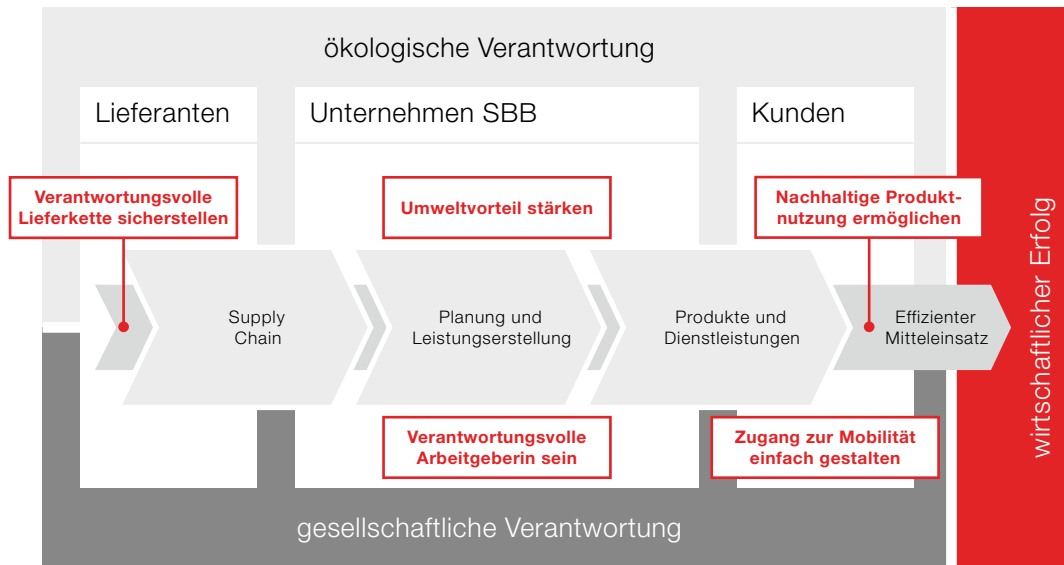 ökologische Verantwortung
Lieferanten
Unternehmen SBB
Kunden
Verantwortungsvolle
Lieferkette sicherstellen
Umweltvorteil stärken
Nachhaltige Produkt-
nutzung ermöglichen
Supply
Chain
Planung und
Leistungserstellung
Produkte und
Dienstleistungen
Effizienter
Mitteleinsatz
Verantwortungsvolle
Arbeitgeberin sein
Zugang zur Mobilität
einfach gestalten
gesellschaftliche Verantwortung
wirtschaftlicher Erfolg